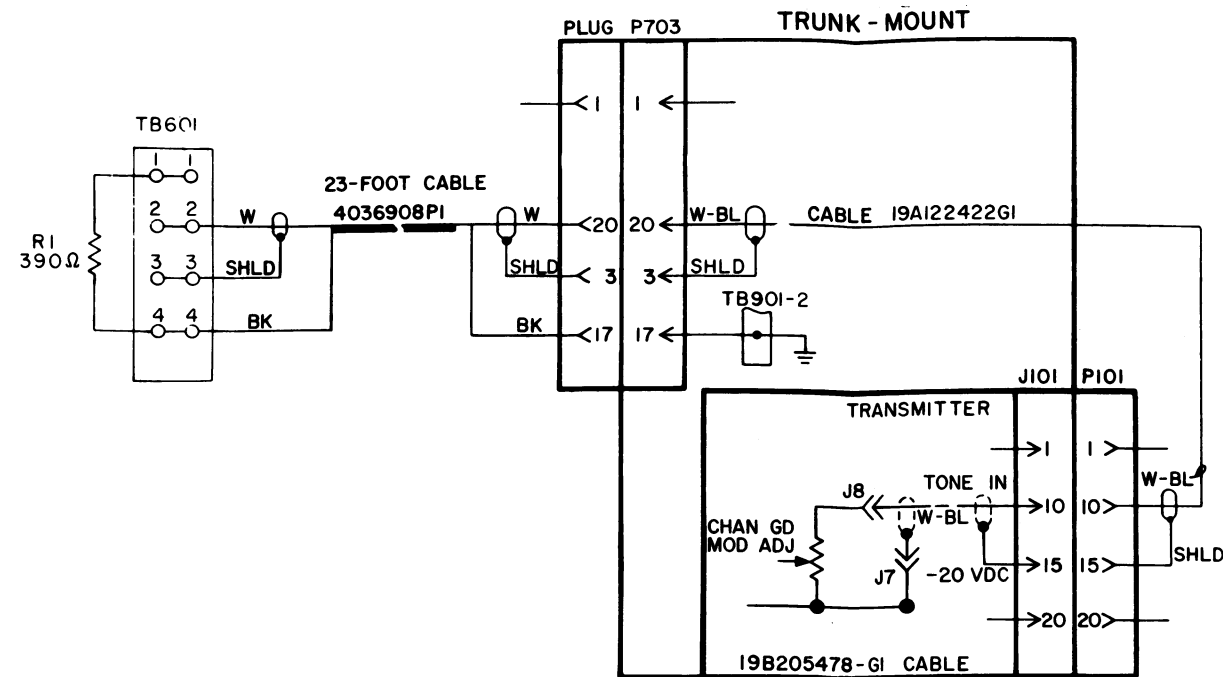 TRUNK - MOUNT
PLUG P703
1 1
TB601
1 1
23-FOOT CABLE
4036908P1
2 2
W
W
20 20
W-BL
CABLE 19A122422G1
R1
390Ω
3 3
SHLD
SHLD
3 3
SHLD
TB901-2
4 4
BK
BK
17 17
J101 P101
TRANSMITTER
1 1
W-BL
TONE IN
J8
W-BL
10 10
CHAN GD
MOD ADJ
SHLD
J7
-20 VDC
15 15
20 20
19B205478-G1 CABLE